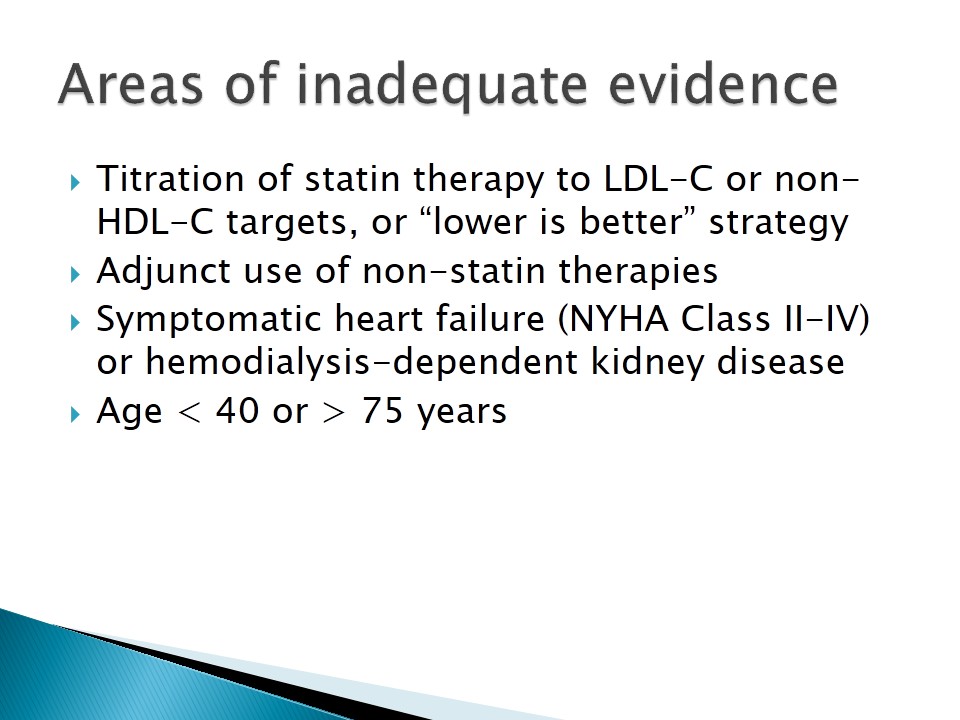 Areas of inadequate evidence
Titration of statin therapy to LDL-C or non-
HDL-C targets, or “lower is better” strategy
Adjunct use of non-statin therapies
Symptomatic heart failure (NYHA Class II-IV)
or hemodialysis-dependent kidney disease
Age < 40 or > 75 years